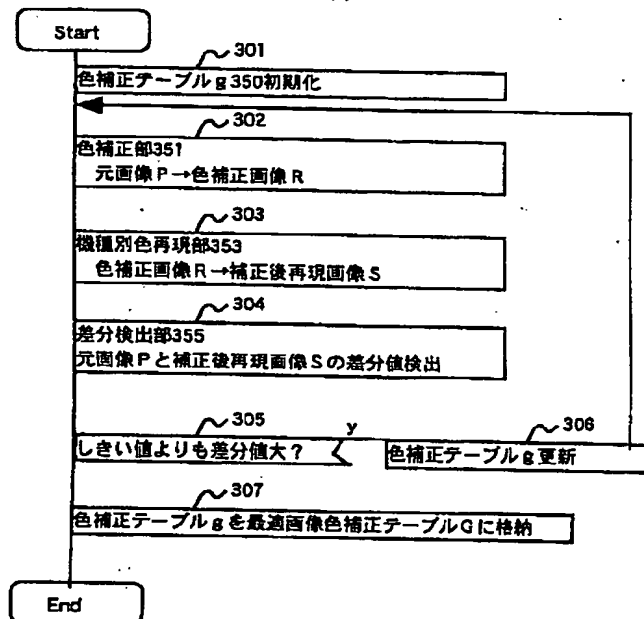 Start
301
色補正テーブルg350初期化
302
色補正部351
元画像P→色補正画像R
303
機種別色再現部353
色補正画像R→補正後再現画像S
304
差分検出部355
元画像Pと補正後再現画像Sの差分値検出
305
しきい値よりも差分値大?
y
306
色補正テーブルg更新
307
色補正テーブルgを最適画像色補正テーブルGに格納
End